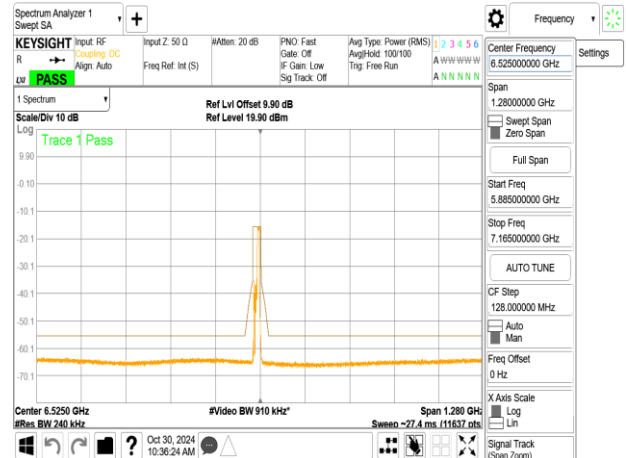 Spectrum Analyzer 1
Swept SA
KEYSIGHT
R
LXI
PASS
Input: RF
Coupling: DC
Align: Auto
Input Z: 50 Ω
Freq Ref: Int (S)
#Atten: 20 dB
PNO: Fast
Gate: Off
IF Gain: Low
Sig Track: Off
Avg Type: Power (RMS)
Avg|Hold: 100/100
Trig: Free Run
1 2 3 4 5 6
A W W W W W
A N N N N N
1 Spectrum
Scale/Div 10 dB
Ref Lvl Offset 9.90 dB
Ref Level 19.90 dBm
Log
Trace 1 Pass
9.90
-0.10
-10.1
-20.1
-30.1
-40.1
-50.1
-60.1
-70.1
Center 6.5250 GHz
#Video BW 910 kHz*
Span 1.280 GHz
#Res BW 240 kHz
Sweep ~27.4 ms (11637 pts)
Oct 30, 2024
10:36:24 AM
Frequency
Settings
Center Frequency
6.525000000 GHz
Span
1.28000000 GHz
Swept Span
Zero Span
Full Span
Start Freq
5.885000000 GHz
Stop Freq
7.165000000 GHz
AUTO TUNE
CF Step
128.000000 MHz
Auto
Man
Freq Offset
0 Hz
X Axis Scale
Log
Lin
Signal Track
(Span Zoom)